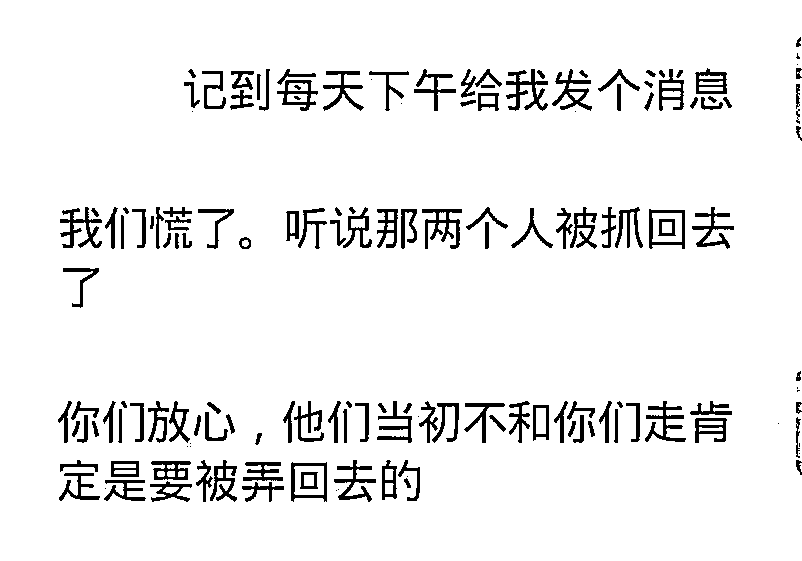 记到每天下午给我发个消息
我们慌了。听说那两个人被抓回去
了
你们放心，他们当初不和你们走肯
定是要被弄回去的